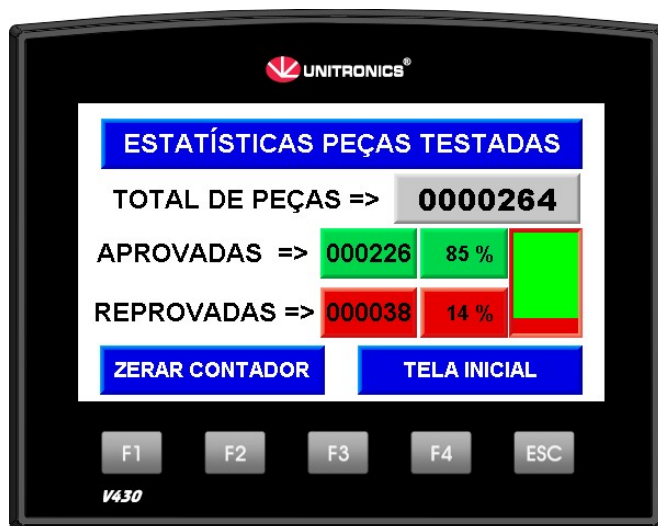 UNITRONICS®
ESTATÍSTICAS PEÇAS TESTADAS
TOTAL DE PEÇAS => 0000264
APROVADAS => 000226 85 %
REPROVADAS => 000038 14 %
ZERAR CONTADOR TELA INICIAL
F1 F2 F3 F4 ESC
V430